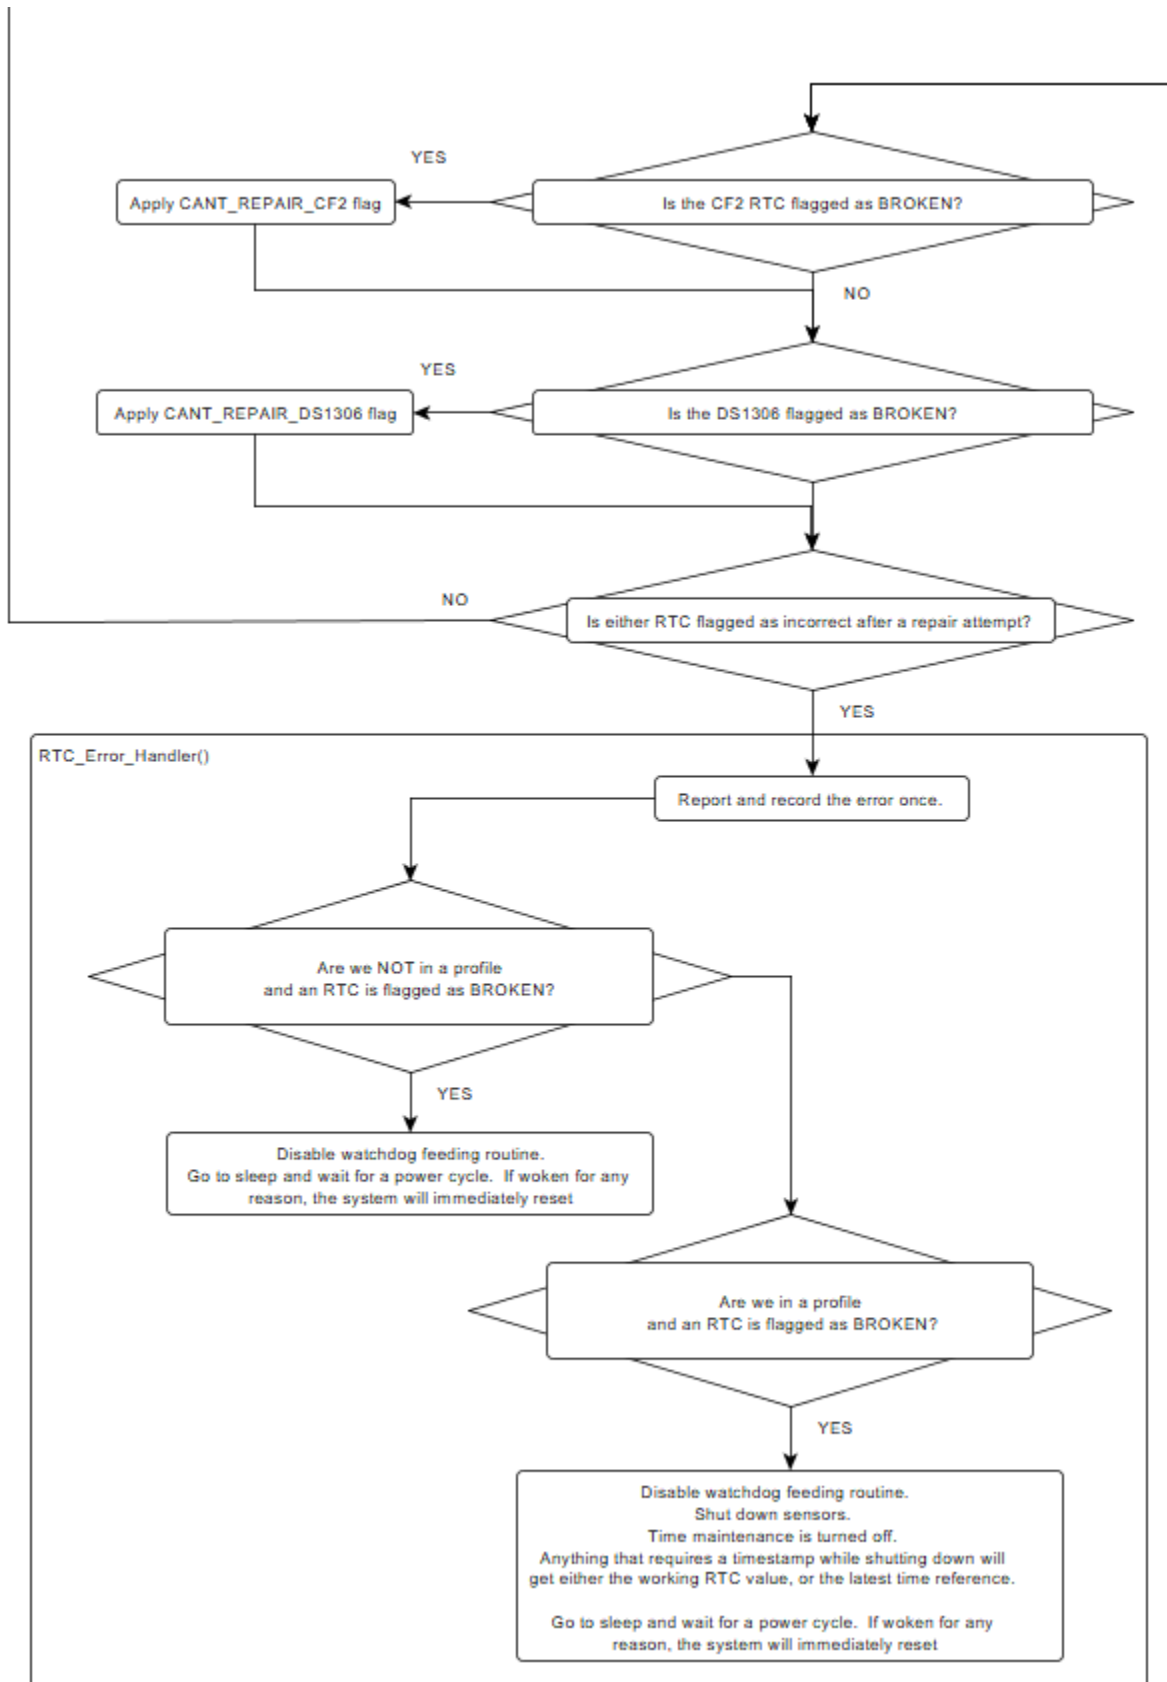 YES
Apply CANT_REPAIR_CF2 flag
Is the CF2 RTC flagged as BROKEN?
NO
YES
Apply CANT_REPAIR_DS1306 flag
Is the DS1306 flagged as BROKEN?
NO
Is either RTC flagged as incorrect after a repair attempt?
YES
RTC_Error_Handler()
Report and record the error once.
Are we NOT in a profile
and an RTC is flagged as BROKEN?
YES
Disable watchdog feeding routine.
Go to sleep and wait for a power cycle.  If woken for any
reason, the system will immediately reset
Are we in a profile
and an RTC is flagged as BROKEN?
YES
Disable watchdog feeding routine.
Shut down sensors.
Time maintenance is turned off.
Anything that requires a timestamp while shutting down will
get either the working RTC value, or the latest time reference.
Go to sleep and wait for a power cycle.  If woken for any
reason, the system will immediately reset